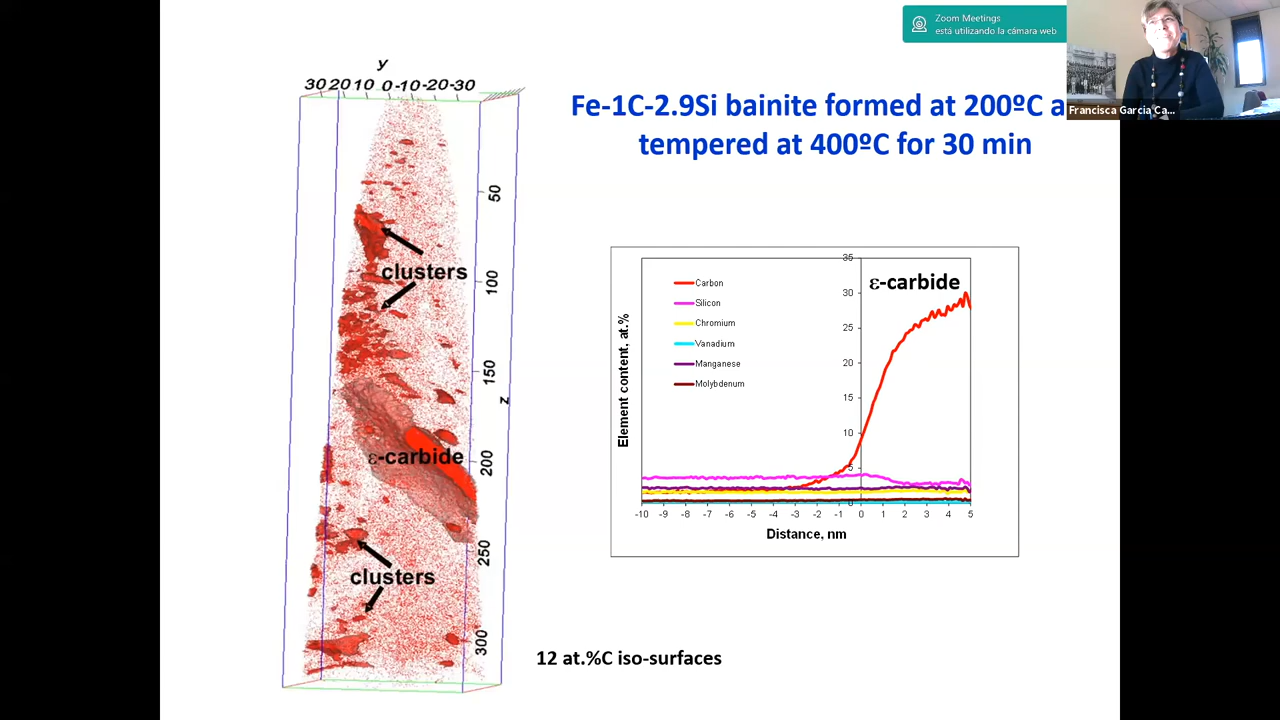 Zoom Meetings
está utilizando la cámara web
Francisca Garcia Ca...
Fe-1C-2.9Si bainite formed at 200ºC a
tempered at 400ºC for 30 min
y
30 20 10 0 -10 -20 -30
50
clusters
100
150
z
ε-carbide
200
250
clusters
300
12 at.%C iso-surfaces
ε-carbide
Carbon
Silicon
Chromium
Vanadium
Manganese
Molybdenum
Element content, at.%
35
30
25
20
15
10
5
0
-10 -9 -8 -7 -6 -5 -4 -3 -2 -1 0 1 2 3 4 5
Distance, nm